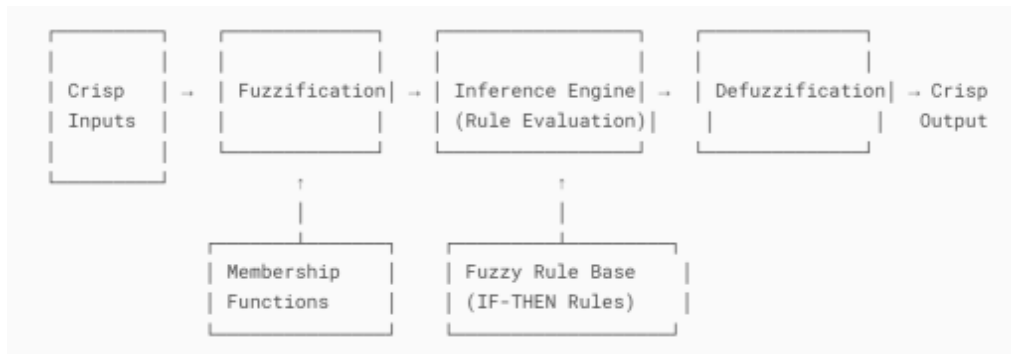 Crisp Inputs
Fuzzification
Inference Engine
(Rule Evaluation)
Defuzzification
Crisp
Output
Membership
Functions
Fuzzy Rule Base
(IF-THEN Rules)